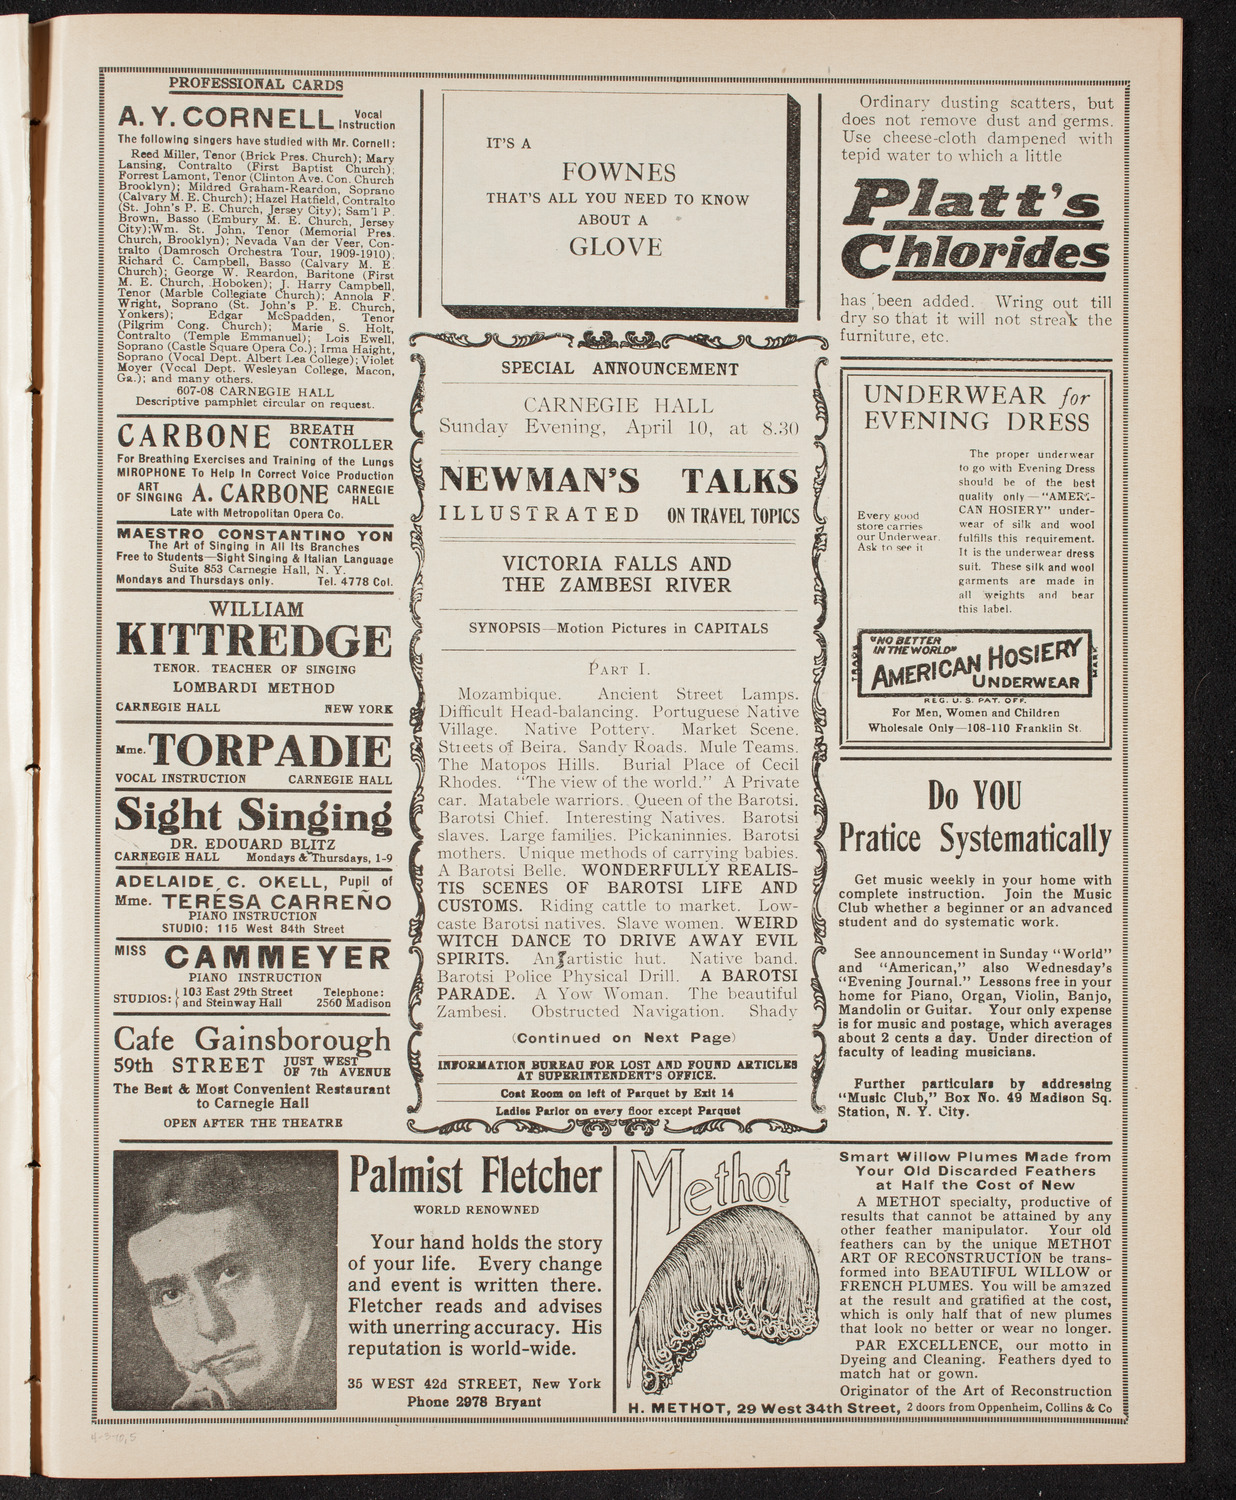 PROFESSIONAL CARDS
A. Y. CORNELL Vocal Instruction
The following singers have studied with Mr. Cornell:
Reed Miller, Tenor (Brick Pres. Church); Mary
Lansing, Contralto (First Baptist Church);
Forrest Lamont, Tenor (Clinton Ave. Con. Church
Brooklyn); Mildred Graham-Reardon, Soprano
(Calvary M. E. Church); Hazel Hatfield, Contralto
(St. John's P. E. Church, Jersey City); Sam'l P.
Brown, Basso (Embury M. E. Church, Jersey
City);Wm. St. John, Tenor (Memorial Pres.
Church, Brooklyn); Nevada Van der Veer, Con-
tralto (Damrosch Orchestra Tour, 1909-1910);
Richard C. Campbell, Basso (Calvary M. E.
Church); George W. Reardon, Baritone (First
M. E. Church, Hoboken); J. Harry Campbell,
Tenor (Marble Collegiate Church); Annola F.
Wright, Soprano (St. John's P. E. Church,
Yonkers); Edgar McSpadden, Tenor
(Pilgrim Cong. Church); Marie S. Holt,
Contralto (Temple Emmanuel); Lois Ewell,
Soprano (Castle Square Opera Co.); Irma Haight,
Soprano (Vocal Dept. Albert Lea College); Violet
Moyer (Vocal Dept. Wesleyan College, Macon,
Ga.); and many others.
607-08 CARNEGIE HALL
Descriptive pamphlet circular on request.
CARBONE BREATH CONTROLLER
For Breathing Exercises and Training of the Lungs
MIROPHONE To Help In Correct Voice Production
ART OF SINGING A. CARBONE CARNEGIE HALL
Late with Metropolitan Opera Co.
MAESTRO CONSTANTINO YON
The Art of Singing in All Its Branches
Free to Students—Sight Singing & Italian Language
Suite 853 Carnegie Hall, N. Y.
Mondays and Thursdays only. Tel. 4778 Col.
WILLIAM
KITTREDGE
TENOR. TEACHER OF SINGING
LOMBARDI METHOD
CARNEGIE HALL NEW YORK
Mme. TORPADIE
VOCAL INSTRUCTION CARNEGIE HALL
Sight Singing
DR. EDOUARD BLITZ
CARNEGIE HALL Mondays & Thursdays, 1-9
ADELAIDE C. OKELL, Pupil of
Mme. TERESA CARREÑO
PIANO INSTRUCTION
STUDIO; 115 West 84th Street
MISS CAMMEYER
PIANO INSTRUCTION
STUDIOS: { 103 East 29th Street Telephone:
and Steinway Hall 2560 Madison
Cafe Gainsborough
59th STREET JUST WEST OF 7th AVENUE
The Best & Most Convenient Restaurant
to Carnegie Hall
OPEN AFTER THE THEATRE
IT'S A
FOWNES
THAT'S ALL YOU NEED TO KNOW
ABOUT A
GLOVE
SPECIAL ANNOUNCEMENT
CARNEGIE HALL
Sunday Evening, April 10, at 8.30
NEWMAN'S TALKS
ILLUSTRATED ON TRAVEL TOPICS
VICTORIA FALLS AND
THE ZAMBESI RIVER
SYNOPSIS—Motion Pictures in CAPITALS
PART I.
Mozambique. Ancient Street Lamps.
Difficult Head-balancing. Portuguese Native
Village. Native Pottery. Market Scene.
Streets of Beira. Sandy Roads. Mule Teams.
The Matopos Hills. Burial Place of Cecil
Rhodes. "The view of the world." A Private
car. Matabele warriors. Queen of the Barotsi.
Barotsi Chief. Interesting Natives. Barotsi
slaves. Large families. Pickaninnies. Barotsi
mothers. Unique methods of carrying babies.
A Barotsi Belle. WONDERFULLY REALIS-
TIS SCENES OF BAROTSI LIFE AND
CUSTOMS. Riding cattle to market. Low-
caste Barotsi natives. Slave women. WEIRD
WITCH DANCE TO DRIVE AWAY EVIL
SPIRITS. An artistic hut. Native band.
Barotsi Police Physical Drill. A BAROTSI
PARADE. A Yow Woman. The beautiful
Zambesi. Obstructed Navigation. Shady
(Continued on Next Page)
INFORMATION BUREAU FOR LOST AND FOUND ARTICLES
AT SUPERINTENDENT'S OFFICE.
Coat Room on left of Parquet by Exit 14
Ladies Parlor on every floor except Parquet
Ordinary dusting scatters, but
does not remove dust and germs.
Use cheese-cloth dampened with
tepid water to which a little
Platt's
Chlorides
has been added. Wring out till
dry so that it will not streak the
furniture, etc.
UNDERWEAR for
EVENING DRESS
Every good
store carries
our Underwear.
Ask to see it
The proper underwear
to go with Evening Dress
should be of the best
quality only—"AMERI-
CAN HOSIERY" under-
wear of silk and wool
fulfills this requirement.
It is the underwear dress
suit. These silk and wool
garments are made in
all weights and bear
this label.
"NO BETTER
IN THE WORLD"
TRADE MARK
AMERICAN HOSIERY
UNDERWEAR
REG. U. S. PAT. OFF.
For Men, Women and Children
Wholesale Only—108-110 Franklin St.
Do YOU
Pratice Systematically
Get music weekly in your home with
complete instruction. Join the Music
Club whether a beginner or an advanced
student and do systematic work.
See announcement in Sunday "World"
and "American," also Wednesday's
"Evening Journal." Lessons free in your
home for Piano, Organ, Violin, Banjo,
Mandolin or Guitar. Your only expense
is for music and postage, which averages
about 2 cents a day. Under direction of
faculty of leading musicians.
Further particulars by addressing
"Music Club," Box No. 49 Madison Sq.
Station, N. Y. City.
Palmist Fletcher
WORLD RENOWNED
Your hand holds the story
of your life. Every change
and event is written there.
Fletcher reads and advises
with unerring accuracy. His
reputation is world-wide.
35 WEST 42d STREET, New York
Phone 2978 Bryant
Methot
Smart Willow Plumes Made from
Your Old Discarded Feathers
at Half the Cost of New
A METHOT specialty, productive of
results that cannot be attained by any
other feather manipulator. Your old
feathers can by the unique METHOT
ART OF RECONSTRUCTION be trans-
formed into BEAUTIFUL WILLOW or
FRENCH PLUMES. You will be amazed
at the result and gratified at the cost,
which is only half that of new plumes
that look no better or wear no longer.
PAR EXCELLENCE, our motto in
Dyeing and Cleaning. Feathers dyed to
match hat or gown.
Originator of the Art of Reconstruction
H. METHOT, 29 West 34th Street, 2 doors from Oppenheim, Collins & Co